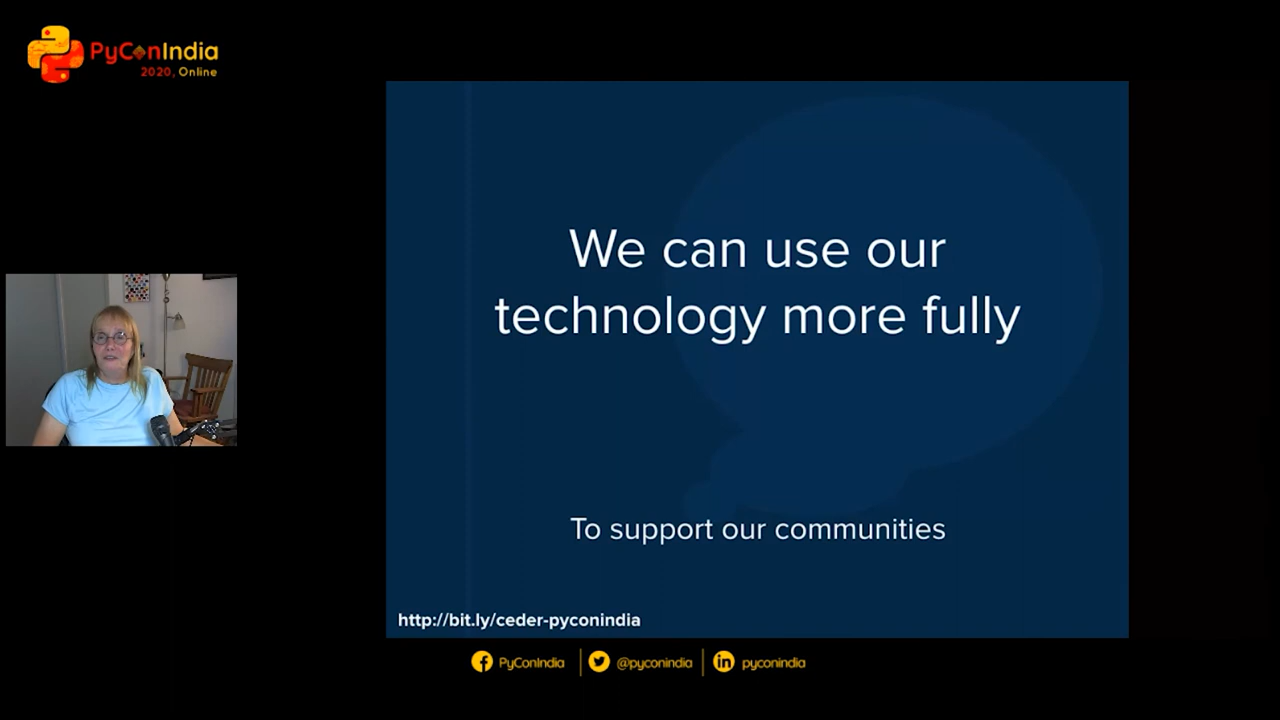 PyConIndia
2020, Online
We can use our
technology more fully
To support our communities
http://bit.ly/ceder-pyconindia
PyConIndia
@pyconindia
pyconindia